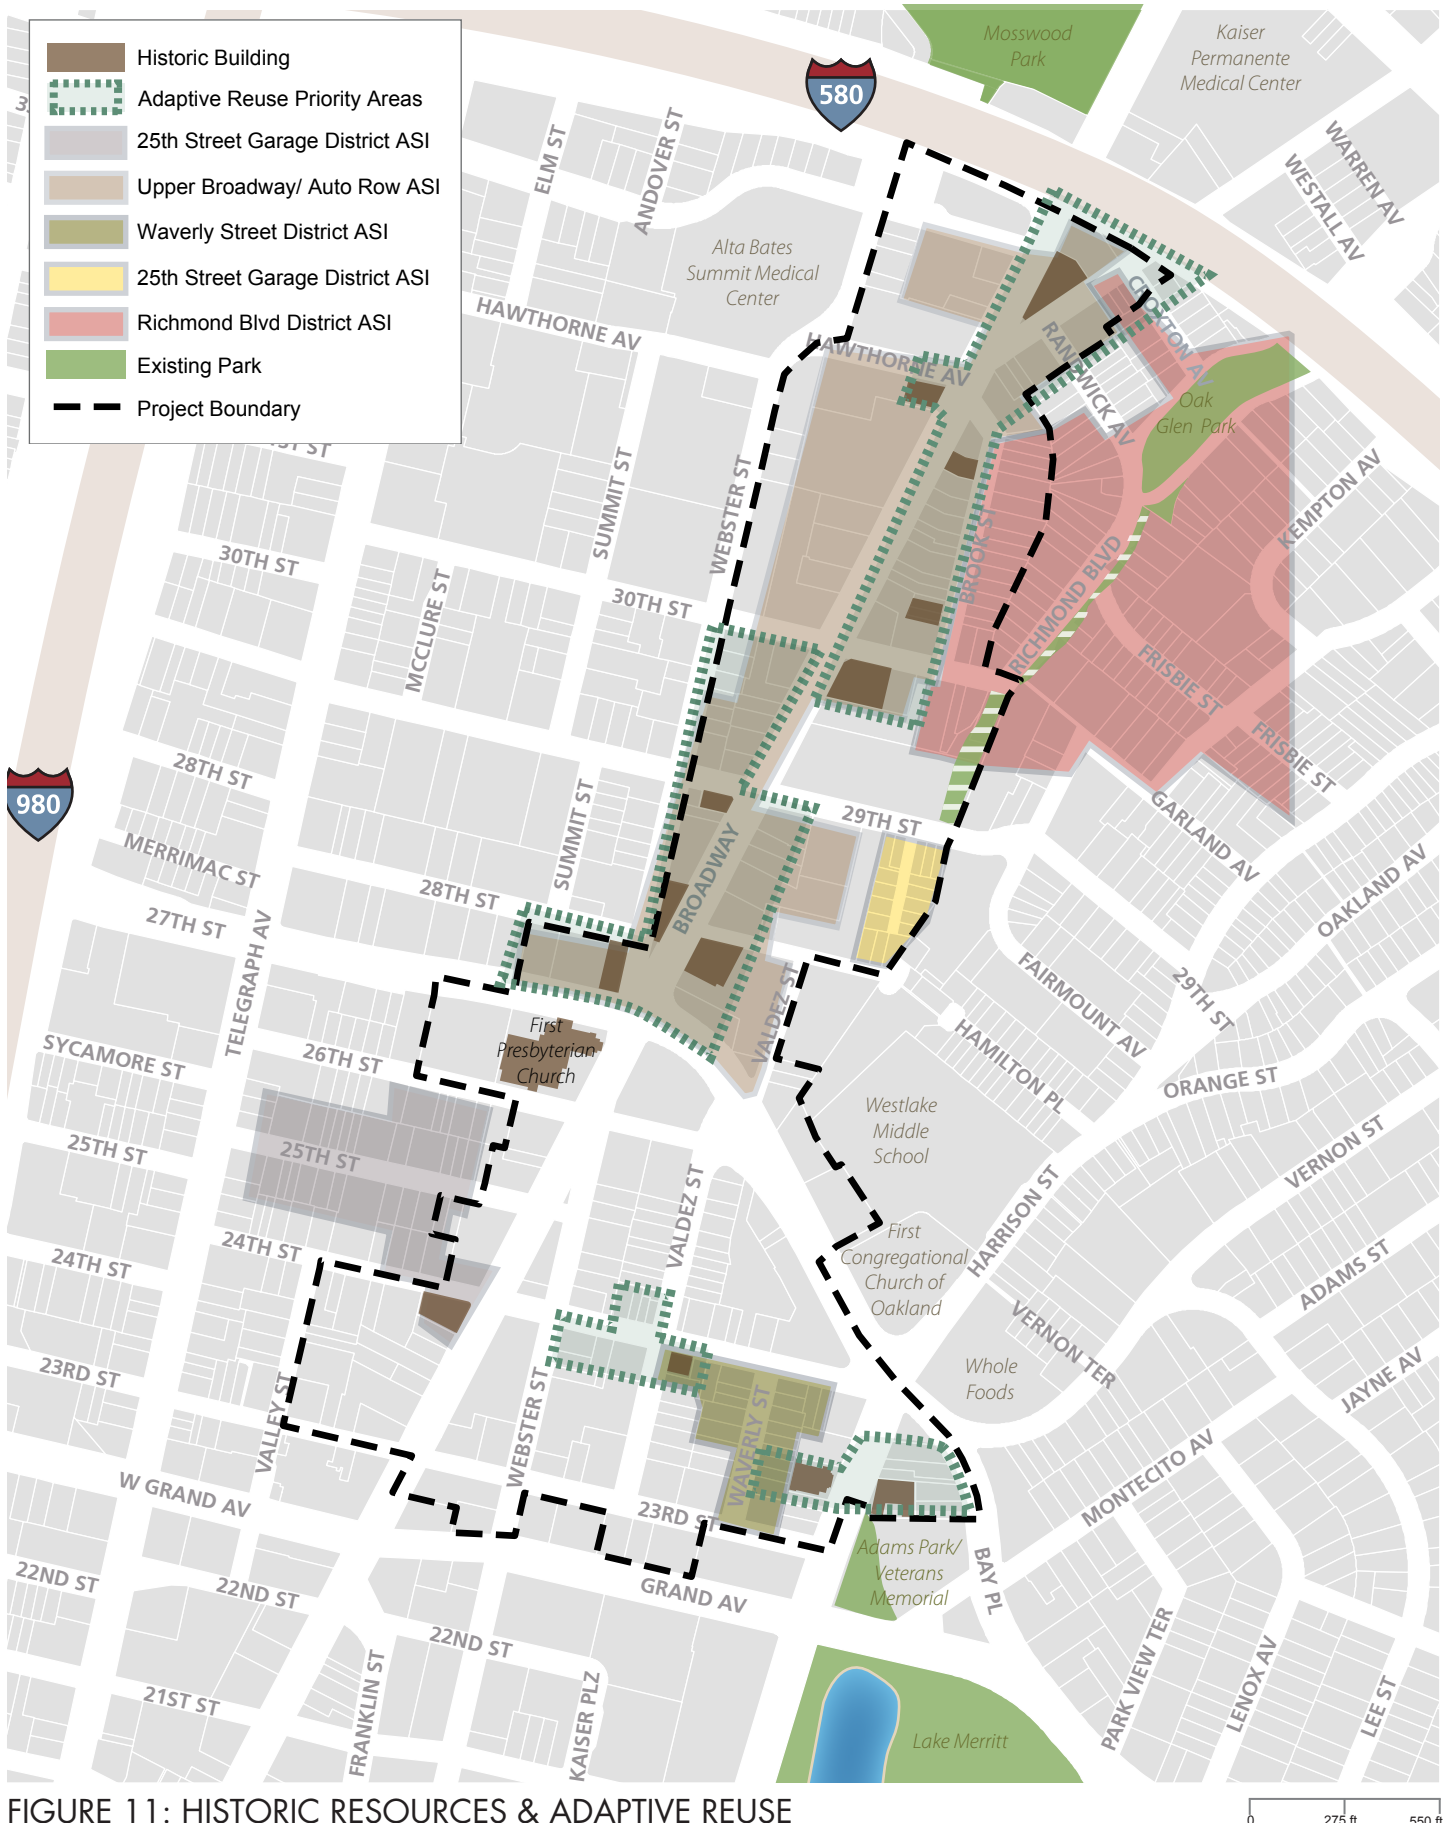 Historic Building
Adaptive Reuse Priority Areas
25th Street Garage District ASI
Upper Broadway/ Auto Row ASI
Waverly Street District ASI
25th Street Garage District ASI
Richmond Blvd District ASI
Existing Park
Project Boundary
Mosswood
Park
Kaiser
Permanente
Medical Center
580
WARREN AV
WESTALL AV
ELM ST
ANDOVER ST
Alta Bates
Summit Medical
Center
HAWTHORNE AV
HAWTHORNE AV
CROXTON AV
RANDWICK AV
Oak
Glen Park
KEMPTON AV
SUMMIT ST
WEBSTER ST
30TH ST
30TH ST
MCCLURE ST
BROOK ST
RICHMOND BLVD
FRISBIE ST
FRISBIE ST
28TH ST
980
SUMMIT ST
29TH ST
GARLAND AV
OAKLAND AV
MERRIMAC ST
28TH ST
BROADWAY
27TH ST
TELEGRAPH AV
VALDEZ ST
FAIRMOUNT AV
29TH ST
First
Presbyterian
Church
HAMILTON PL
SYCAMORE ST
26TH ST
ORANGE ST
Westlake
Middle
School
25TH ST
25TH ST
VERNON ST
VALDEZ ST
HARRISON ST
24TH ST
24TH ST
First
Congregational
Church of
Oakland
ADAMS ST
VERNON TER
23RD ST
VALLEY ST
WEBSTER ST
WAVERLY ST
Whole
Foods
JAYNE AV
MONTECITO AV
W GRAND AV
23RD ST
Adams Park/
Veterans
Memorial
BAY PL
22ND ST
22ND ST
GRAND AV
22ND ST
PARK VIEW TER
LENOX AV
LEE ST
21ST ST
FRANKLIN ST
KAISER PLZ
Lake Merritt
FIGURE 11: HISTORIC RESOURCES & ADAPTIVE REUSE
0 275 ft 550 ft